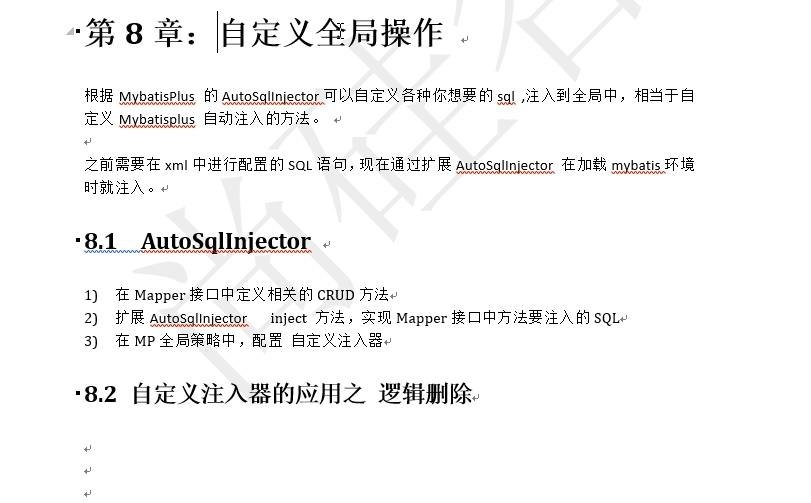 第 8 章：自定义全局操作
根据 MybatisPlus 的 AutoSqlInjector 可以自定义各种你想要的 sql ,注入到全局中，相当于自
定义 Mybatisplus 自动注入的方法。
之前需要在 xml 中进行配置的 SQL 语句，现在通过扩展 AutoSqlInjector 在加载 mybatis 环境
时就注入。
8.1 AutoSqlInjector
1) 在 Mapper 接口中定义相关的 CRUD 方法
2) 扩展 AutoSqlInjector inject 方法，实现 Mapper 接口中方法要注入的 SQL
3) 在 MP 全局策略中，配置 自定义注入器
8.2 自定义注入器的应用之 逻辑删除
尚硅谷